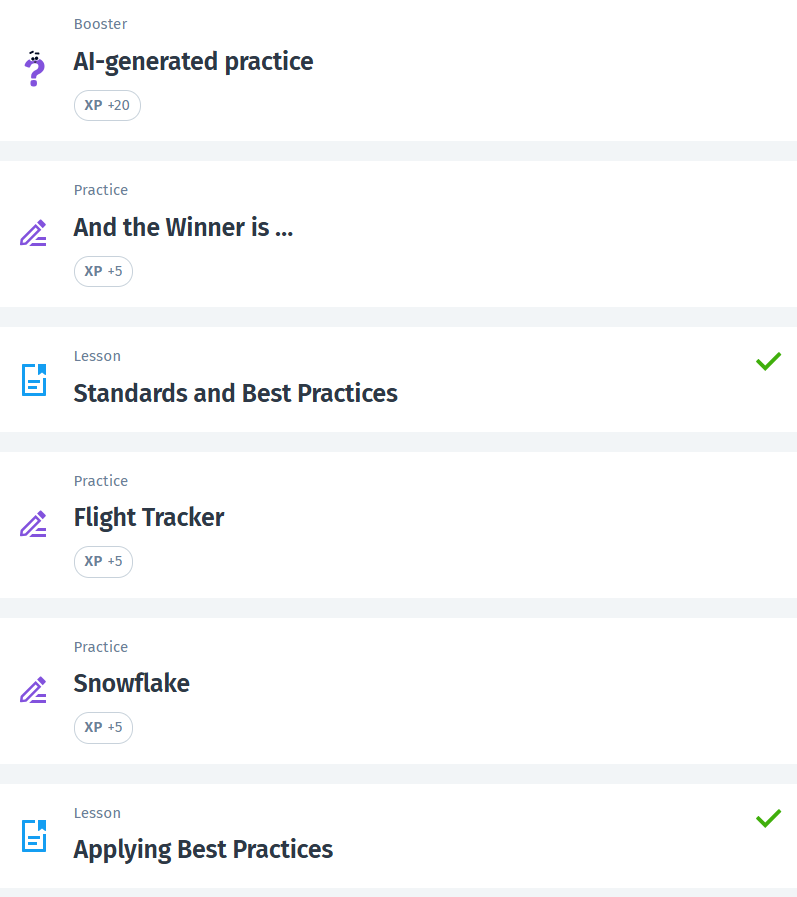 Booster
AI-generated practice
XP +20
Practice
And the Winner is ...
XP +5
Lesson
Standards and Best Practices
Practice
Flight Tracker
XP +5
Practice
Snowflake
XP +5
Lesson
Applying Best Practices